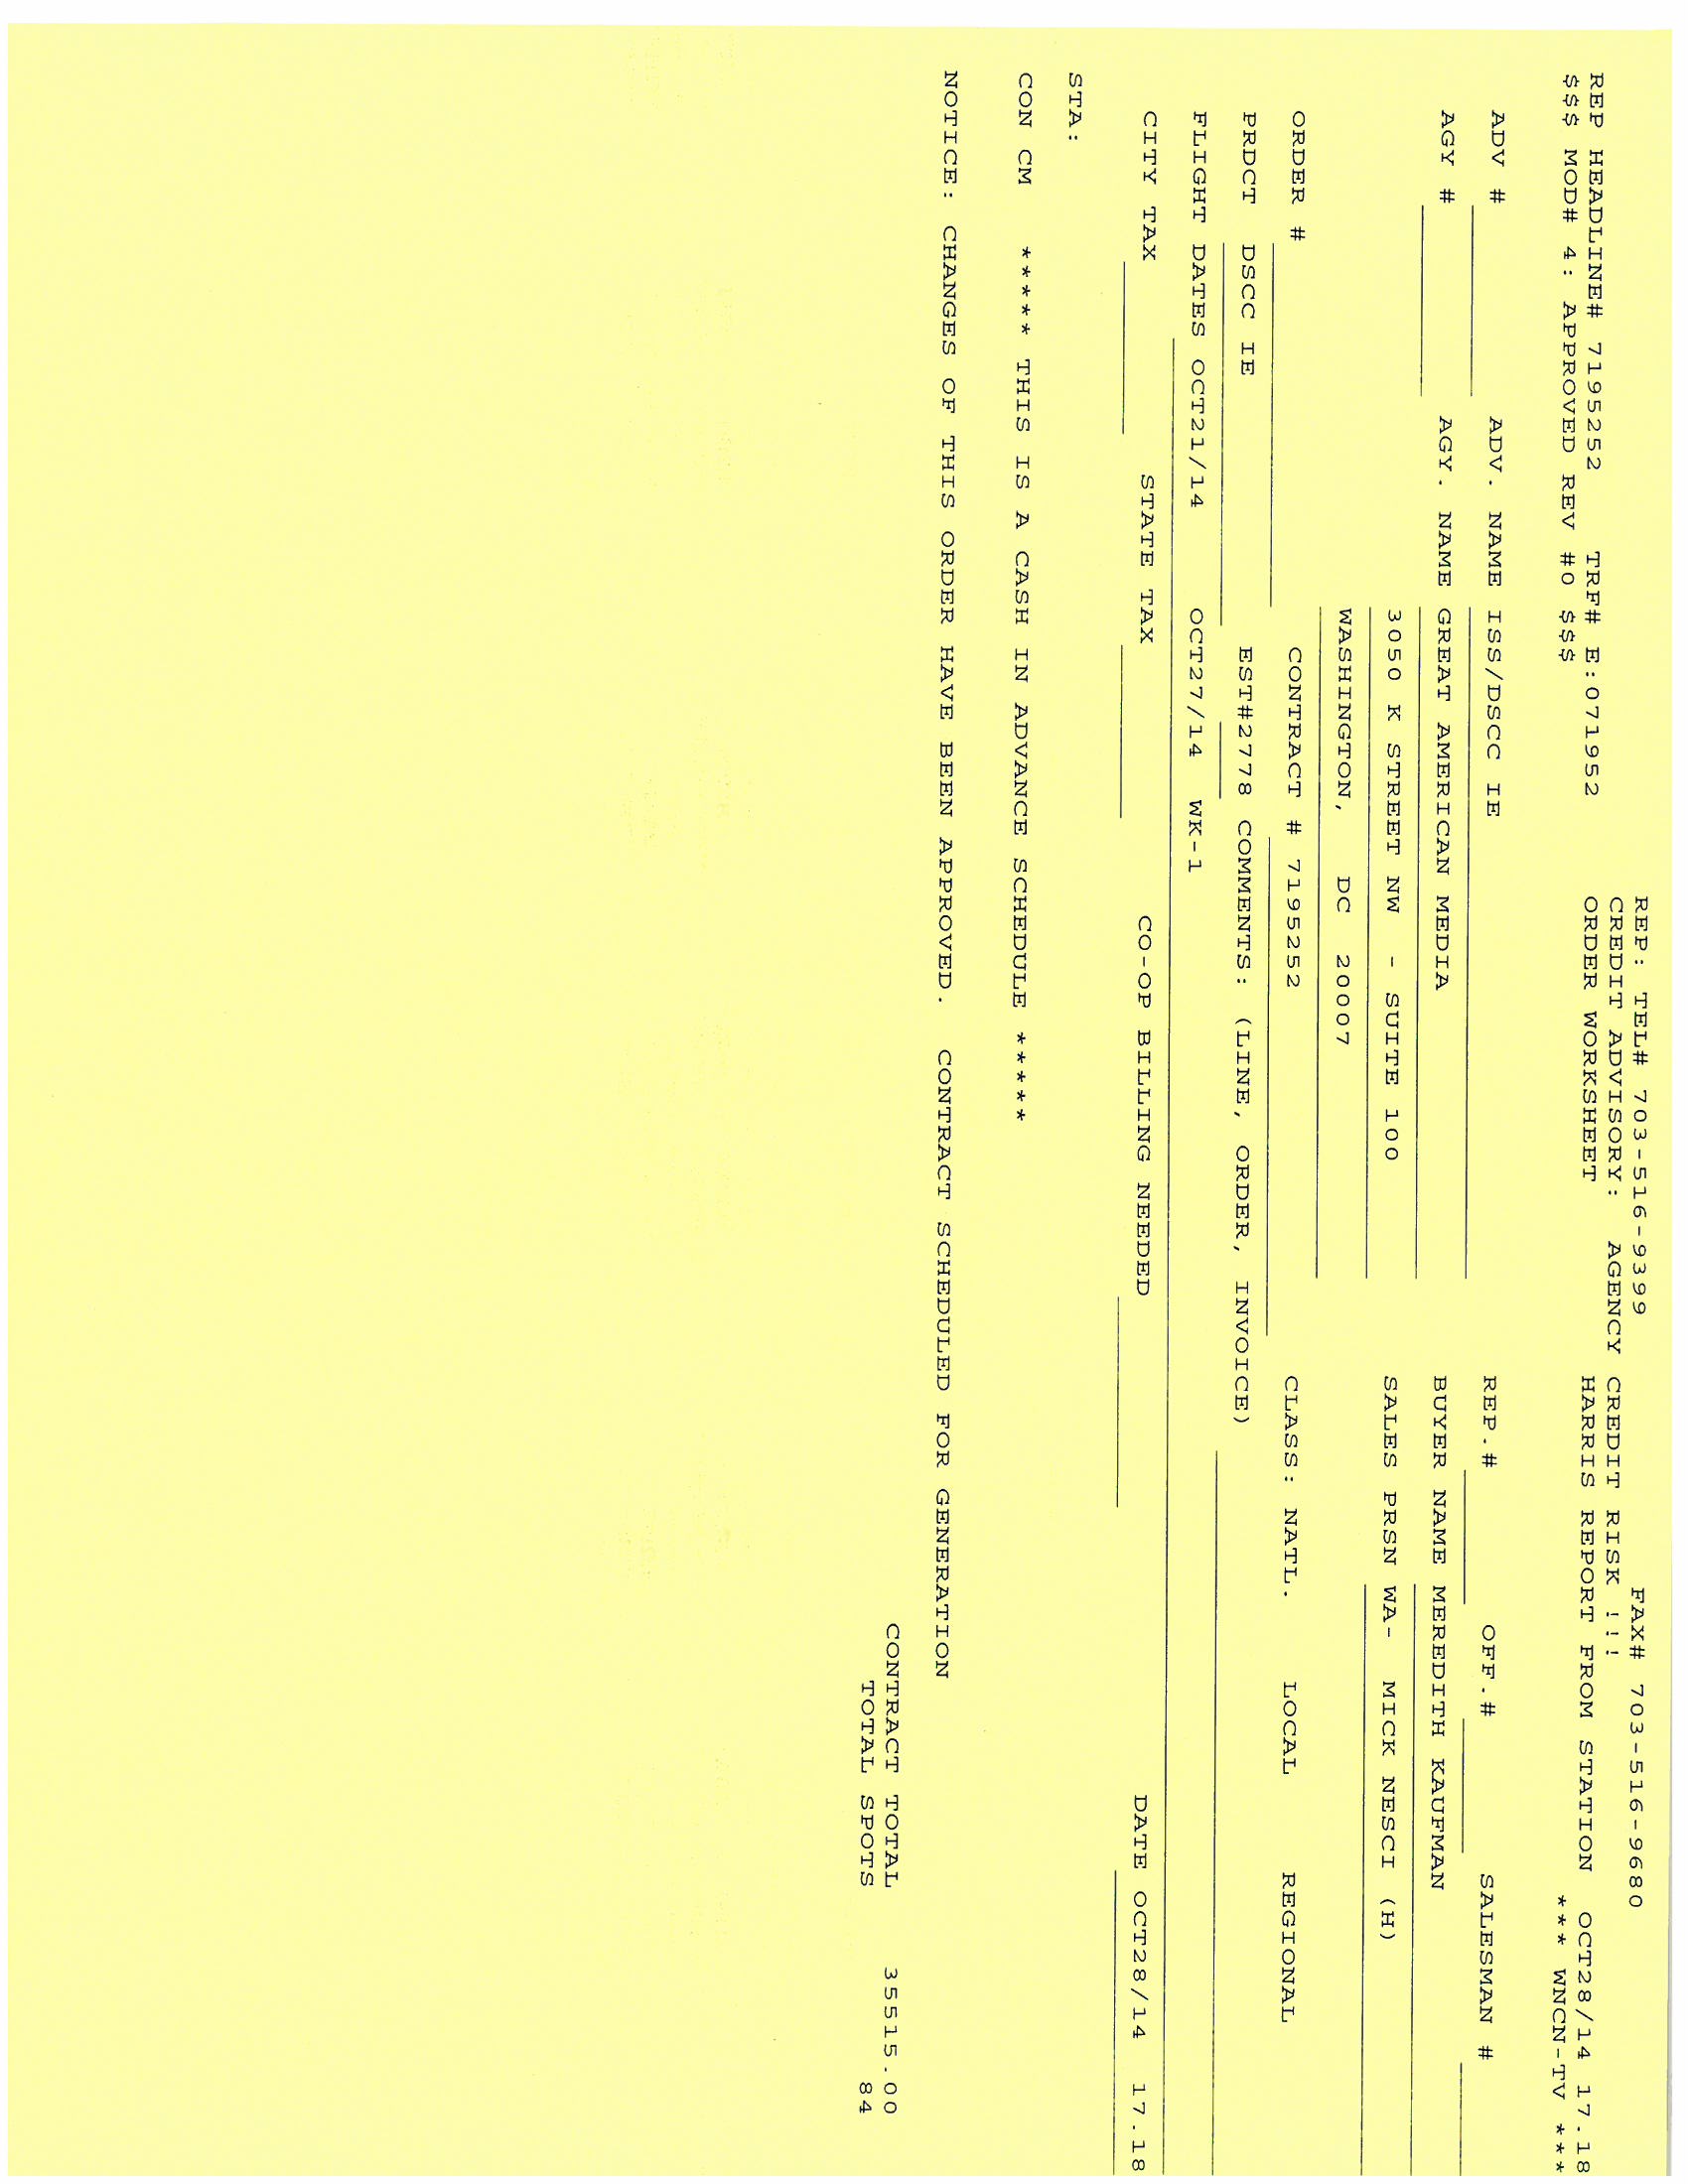 REP: TEL# 703-516-9399 FAX# 703-516-9680
CREDIT ADVISORY: AGENCY CREDIT RISK !!!
REP HEADLINE# 7195252 TRF# E:071952 ORDER WORKSHEET HARRIS REPORT FROM STATION OCT28/14 17.18
$$$ MOD# 4: APPROVED REV #0 $$$ *** WNCN-TV ***
ADV # ADV. NAME ISS/DSCC IE REP.# OFF.# SALESMAN #
AGY # AGY. NAME GREAT AMERICAN MEDIA BUYER NAME MEREDITH KAUFMAN
3050 K STREET NW - SUITE 100 SALES PRSN WA- MICK NESCI (H)
WASHINGTON, DC 20007
ORDER # CONTRACT # 7195252 CLASS: NATL. LOCAL REGIONAL
PRDCT DSCC IE EST#2778 COMMENTS: (LINE, ORDER, INVOICE)
FLIGHT DATES OCT21/14 OCT27/14 WK-1
CITY TAX STATE TAX CO-OP BILLING NEEDED DATE OCT28/14 17.18
STA:
CON CM ***** THIS IS A CASH IN ADVANCE SCHEDULE *****
NOTICE: CHANGES OF THIS ORDER HAVE BEEN APPROVED. CONTRACT SCHEDULED FOR GENERATION
CONTRACT TOTAL 35515.00
TOTAL SPOTS 84